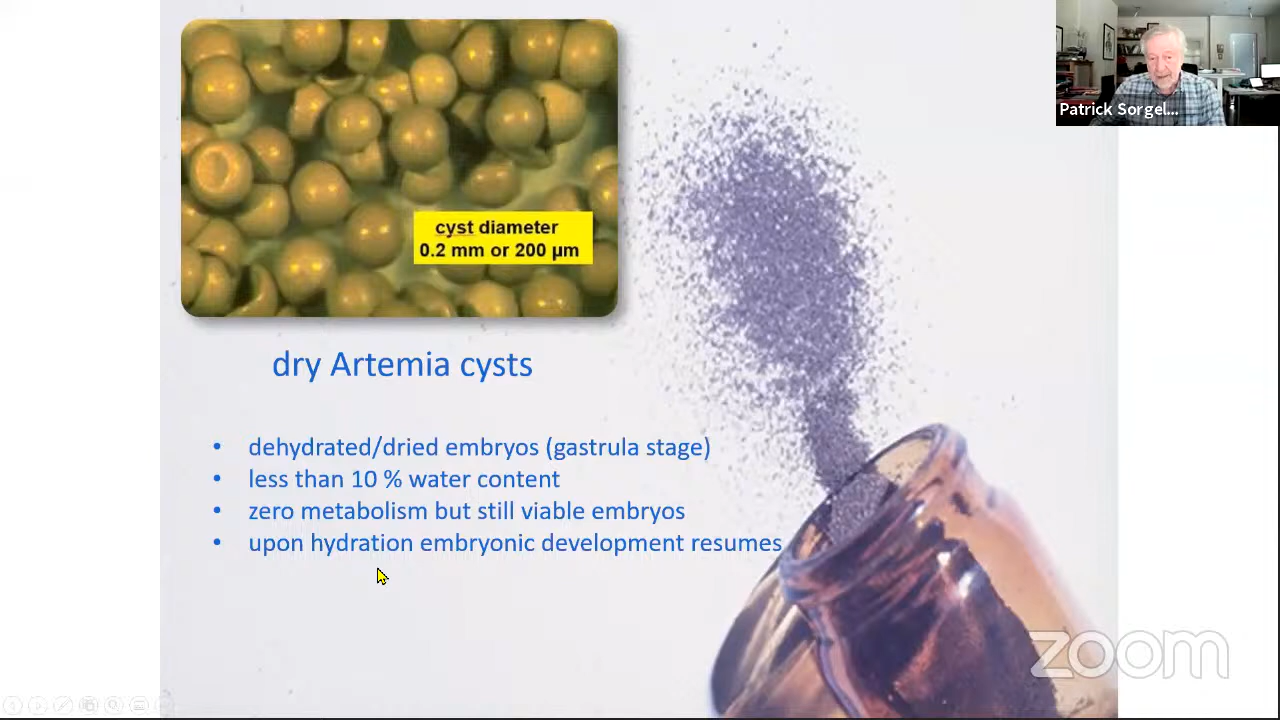 Patrick Sorgel...
cyst diameter
0.2 mm or 200 µm
dry Artemia cysts
• dehydrated/dried embryos (gastrula stage)
• less than 10 % water content
• zero metabolism but still viable embryos
• upon hydration embryonic development resumes
zoom